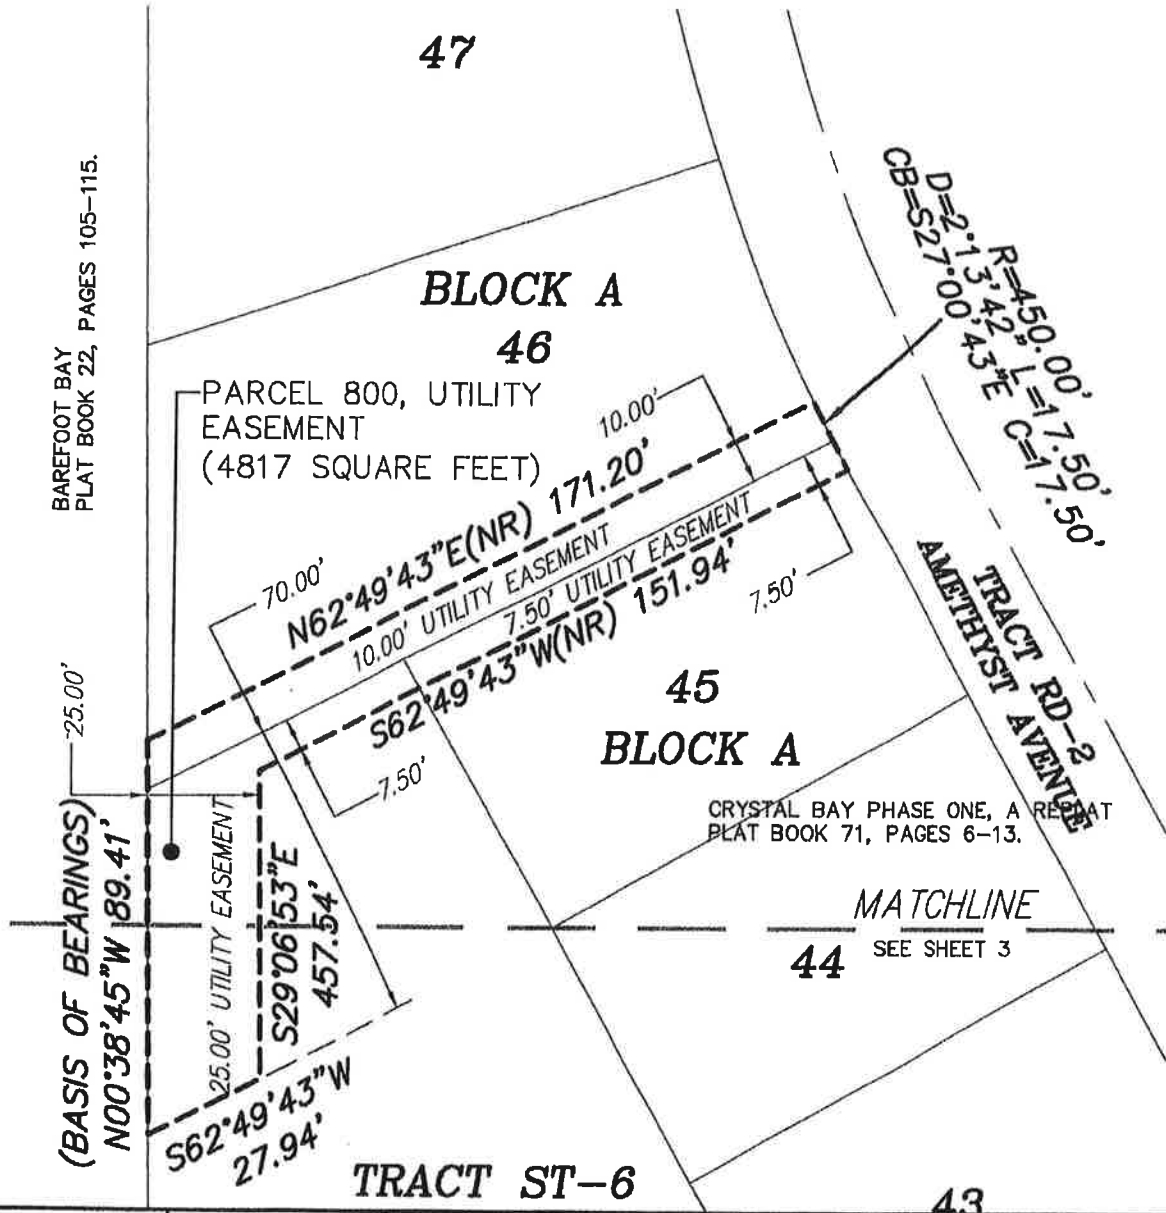 47
BAREFOOT BAY
PLAT BOOK 22, PAGES 105-115.
R=450.00'
D=2°13'42" L=17.50'
CB=S27°00'43"E C=17.50'
BLOCK A
46
PARCEL 800, UTILITY
EASEMENT
(4817 SQUARE FEET)
10.00'
N62°49'43"E(NR) 171.20'
70.00'
10.00' UTILITY EASEMENT
7.50' UTILITY EASEMENT
S62°49'43"W(NR) 151.94'
7.50'
TRACT RD-2
AMETHYST AVENUE
25.00'
45
BLOCK A
7.50'
CRYSTAL BAY PHASE ONE, A
PLAT BOOK 71, PAGES 6-13.
(BASIS OF BEARINGS)
N00°38'45"W 89.41'
25.00' UTILITY EASEMENT
S29°06'53"E
457.54'
MATCHLINE
SEE SHEET 3
44
S62°49'43"W
27.94'
TRACT ST-6
43